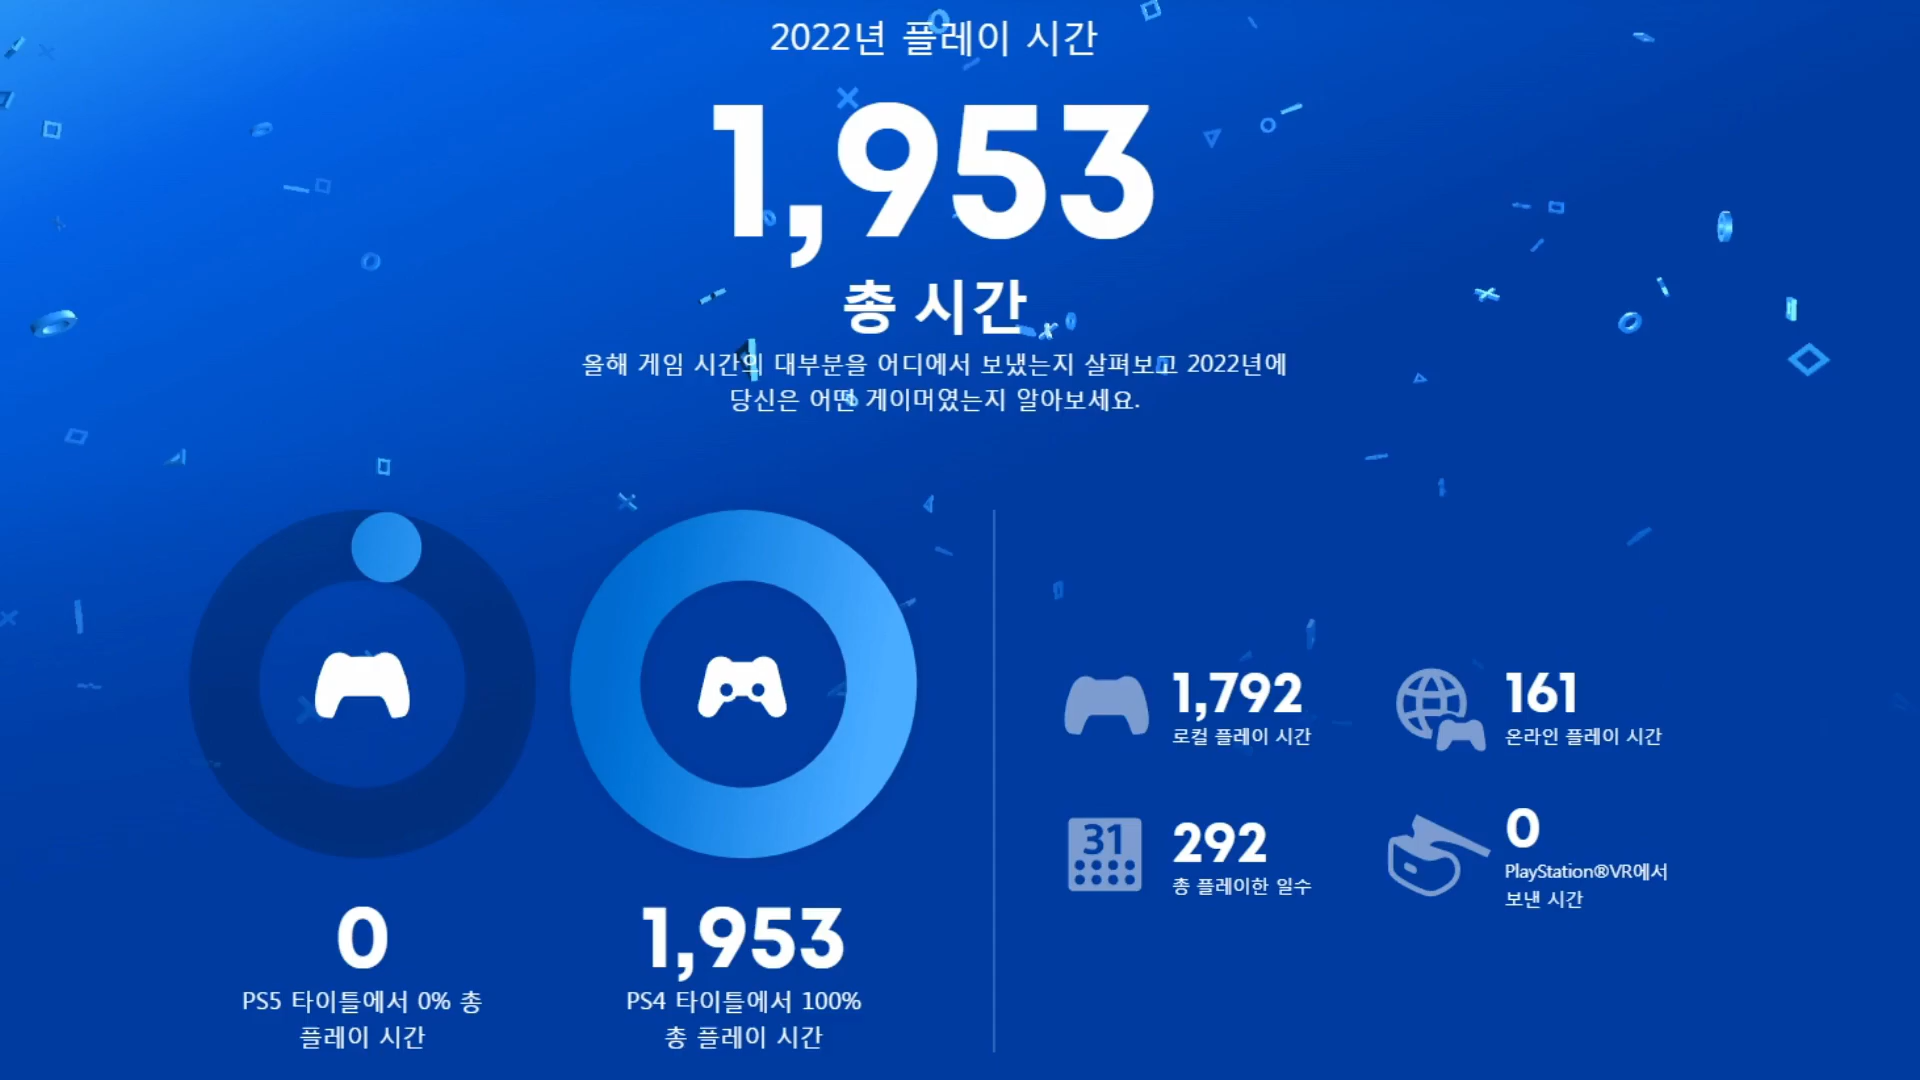 2022년 플레이 시간
1,953
총 시간
올해 게임 시간의 대부분을 어디에서 보냈는지 살펴보고 2022년에
당신은 어떤 게이머였는지 알아보세요.
0
PS5 타이틀에서 0% 총
플레이 시간
1,953
PS4 타이틀에서 100%
총 플레이 시간
1,792
로컬 플레이 시간
161
온라인 플레이 시간
31
292
총 플레이한 일수
0
PlayStation®VR에서
보낸 시간